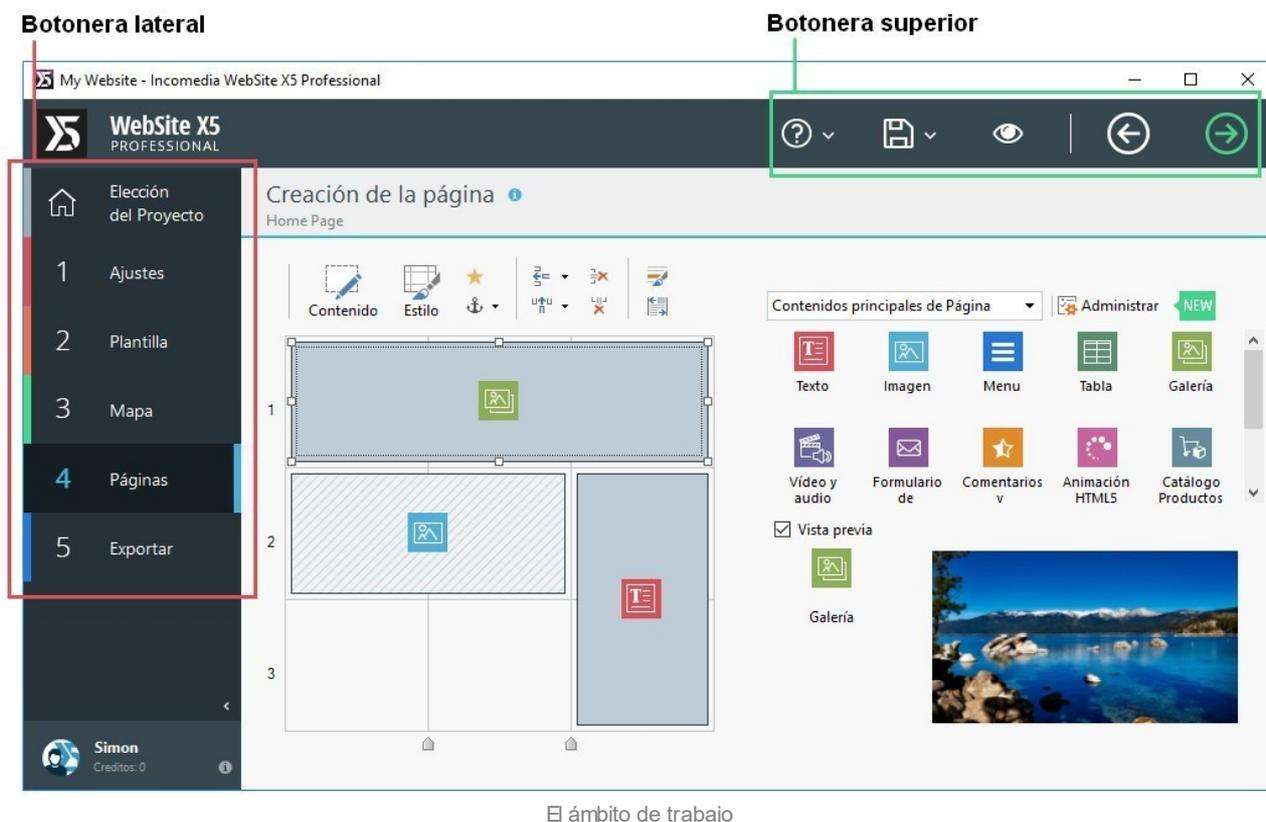 Botonera lateral
Botonera superior
My Website - Incomedia WebSite X5 Professional
WebSite X5
PROFESSIONAL
Elección
del Proyecto
1 Ajustes
2 Plantilla
3 Mapa
4 Páginas
5 Exportar
Simon
Creditos: 0
Creación de la página
Home Page
Contenido
Estilo
1
2
3
Contenidos principales de Página
Administrar
NEW
Texto
Imagen
Menu
Tabla
Galería
Vídeo y
audio
Formulario
de
Comentarios
v
Animación
HTML5
Catálogo
Productos
Vista previa
Galería
El ámbito de trabajo